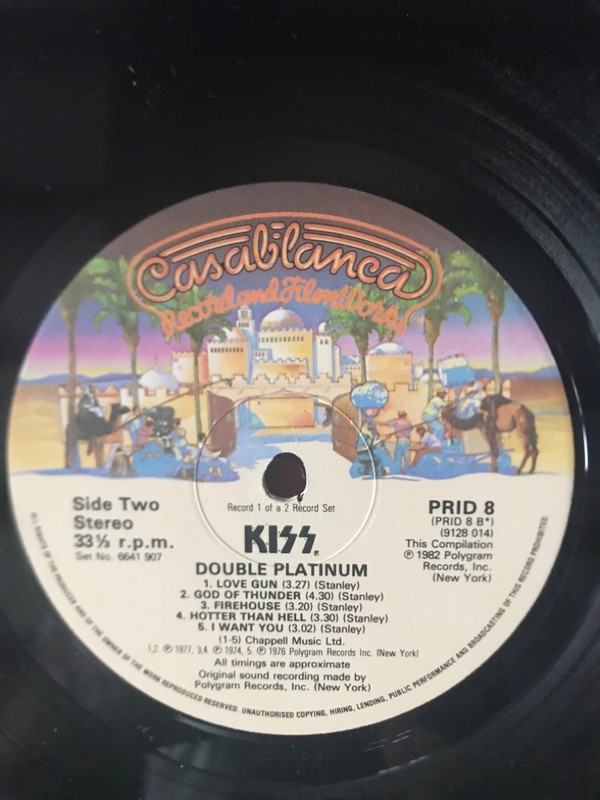 Casablanca
Record and FilmWorks
Side Two
Stereo
33⅓ r.p.m.
Set No. 6641 907
Record 1 of a 2 Record Set
PRID 8
(PRID 8 B*)
(9128 014)
This Compilation
℗ 1982 Polygram
Records, Inc.
(New York)
KISS®
DOUBLE PLATINUM
1. LOVE GUN (3.27) (Stanley)
2. GOD OF THUNDER (4.30) (Stanley)
3. FIREHOUSE (3.20) (Stanley)
4. HOTTER THAN HELL (3.30) (Stanley)
5. I WANT YOU (3.02) (Stanley)
(1-5) Chappell Music Ltd.
1,2 ℗ 1977, 3,4 ℗ 1974, 5 ℗ 1976 Polygram Records Inc. (New York)
All timings are approximate
Original sound recording made by
Polygram Records, Inc. (New York)
ALL RIGHTS OF THE PRODUCER AND OF THE OWNER OF THE WORK REPRODUCED RESERVED. UNAUTHORISED COPYING, HIRING, LENDING, PUBLIC PERFORMANCE AND BROADCASTING OF THIS RECORD PROHIBITED.